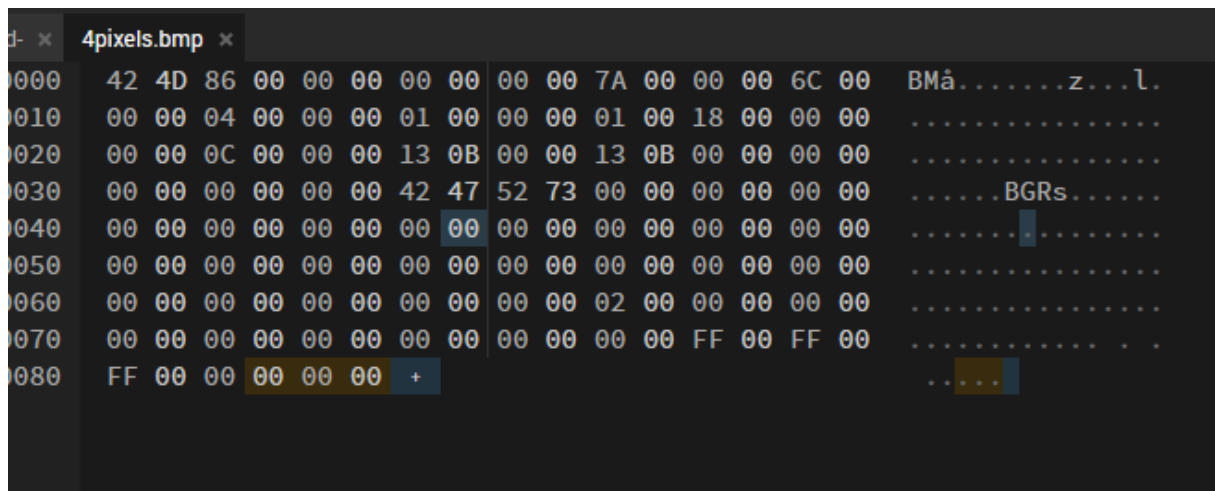 d- × 4pixels.bmp ×
0000 42 4D 86 00 00 00 00 00 00 00 7A 00 00 00 6C 00 BMå.......z...l.
0010 00 00 04 00 00 00 01 00 00 00 01 00 18 00 00 00 ................
0020 00 00 0C 00 00 00 13 0B 00 00 13 0B 00 00 00 00 ................
0030 00 00 00 00 00 00 42 47 52 73 00 00 00 00 00 00 ......BGRs......
0040 00 00 00 00 00 00 00 00 00 00 00 00 00 00 00 00 ................
0050 00 00 00 00 00 00 00 00 00 00 00 00 00 00 00 00 ................
0060 00 00 00 00 00 00 00 00 00 00 02 00 00 00 00 00 ................
0070 00 00 00 00 00 00 00 00 00 00 00 00 FF 00 FF 00 ............ . .
0080 FF 00 00 00 00 00 + .....